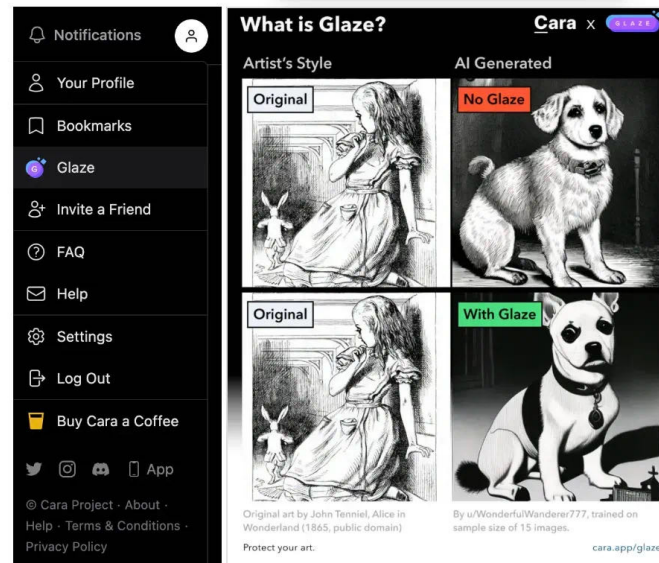 Notifications
Your Profile
Bookmarks
G
Glaze
Invite a Friend
FAQ
Help
Settings
Log Out
Buy Cara a Coffee
App
© Cara Project · About ·
Help · Terms & Conditions ·
Privacy Policy
What is Glaze?
Cara x GLAZE
Artist's Style
AI Generated
Original
No Glaze
Original
With Glaze
Original art by John Tenniel, Alice in
Wonderland (1865, public domain)
By u/WonderfulWanderer777, trained on
sample size of 15 images.
Protect your art.
cara.app/glaze